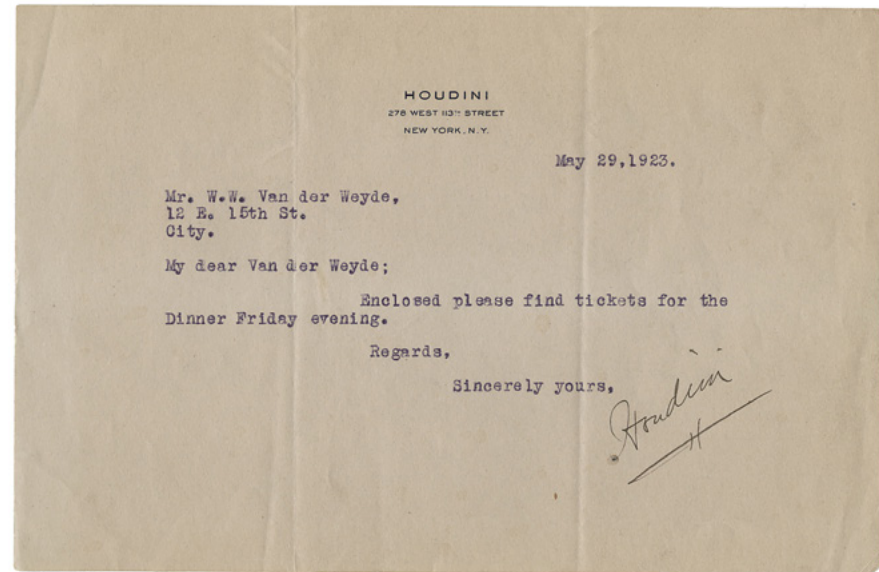 HOUDINI
278 WEST 113TH STREET
NEW YORK, N.Y.
May 29,1923.
Mr. W.W. Van der Weyde,
12 E. 15th St.
City.
My dear Van der Weyde;
Enclosed please find tickets for the
Dinner Friday evening.
Regards,
Sincerely yours,
Houdini